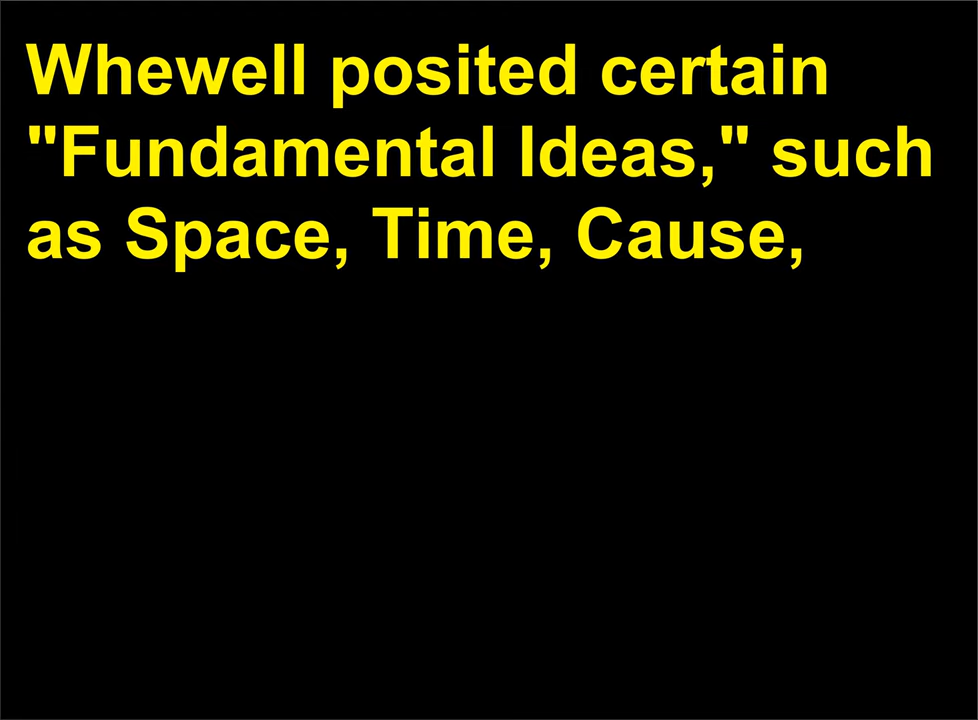 Whewell posited certain
"Fundamental Ideas," such
as Space, Time, Cause,